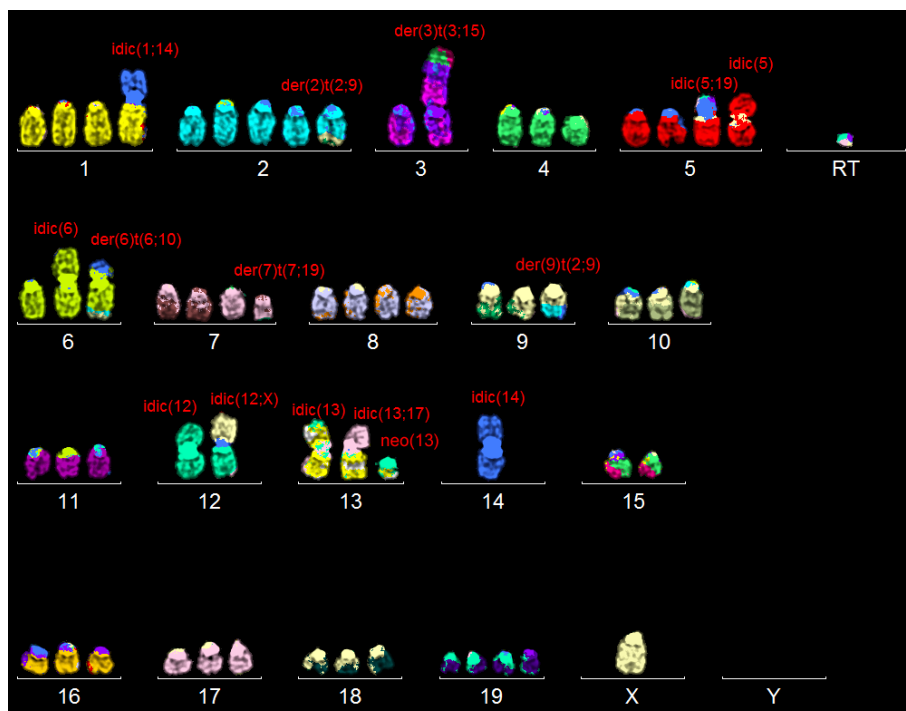 idic(1;14)
der(2)t(2;9)
der(3)t(3;15)
idic(5;19)
idic(5)
1
2
3
4
5
RT
idic(6)
der(6)t(6;10)
der(7)t(7;19)
der(9)t(2;9)
6
7
8
9
10
idic(12)
idic(12;X)
idic(13)
idic(13;17)
neo(13)
idic(14)
11
12
13
14
15
16
17
18
19
X
Y